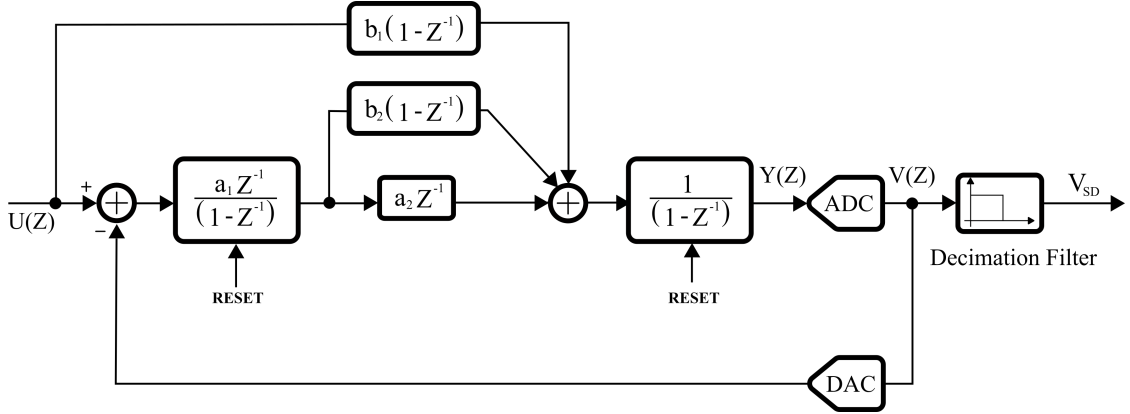 b₁(1-Z⁻¹)
b₂(1-Z⁻¹)
U(Z)
+
−
+
a₁Z⁻¹
(1-Z⁻¹)
a₂Z⁻¹
+
1
(1-Z⁻¹)
Y(Z)
ADC
V(Z)
V_SD
Decimation Filter
RESET
RESET
DAC